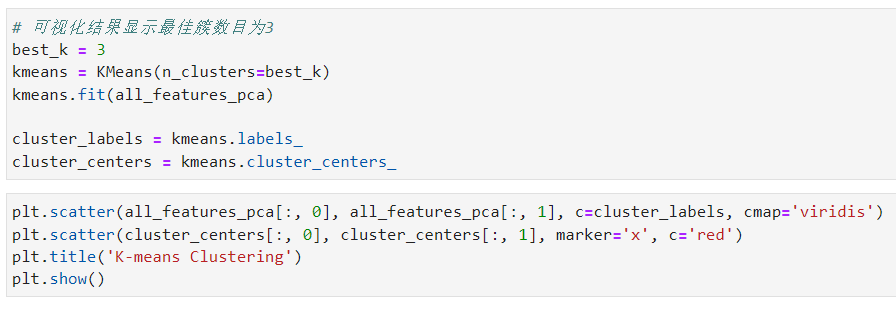 # 可视化结果显示最佳簇数目为3
best_k = 3
kmeans = KMeans(n_clusters=best_k)
kmeans.fit(all_features_pca)
cluster_labels = kmeans.labels_
cluster_centers = kmeans.cluster_centers_
plt.scatter(all_features_pca[:, 0], all_features_pca[:, 1], c=cluster_labels, cmap='viridis')
plt.scatter(cluster_centers[:, 0], cluster_centers[:, 1], marker='x', c='red')
plt.title('K-means Clustering')
plt.show()